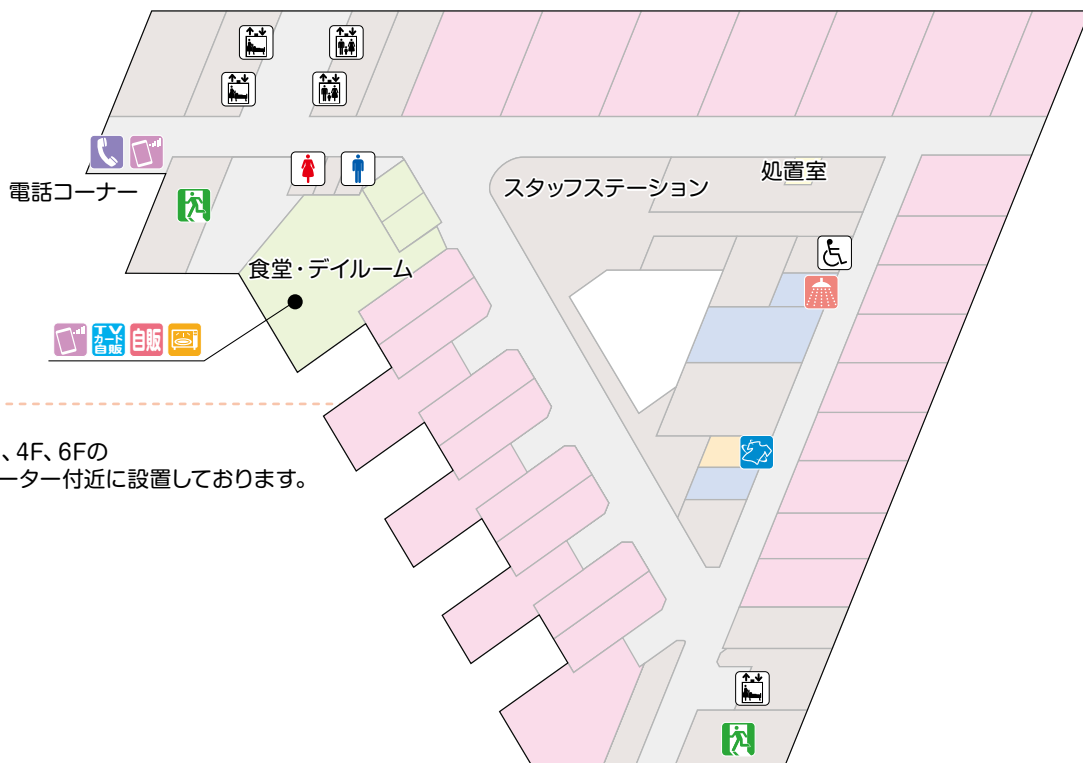 電話コーナー
スタッフステーション
処置室
食堂・デイルーム
TV
カード
自販
自販
、4F、6Fの
ーター付近に設置しております。